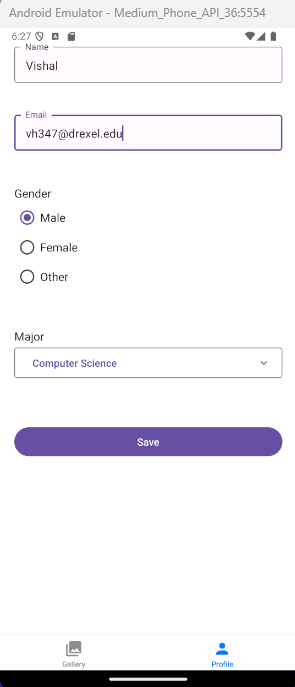 Android Emulator - Medium_Phone_API_36:5554
6:27
Name
Vishal
Email
vh347@drexel.edu
Gender
Male
Female
Other
Major
Computer Science
Save
Gallery
Profile